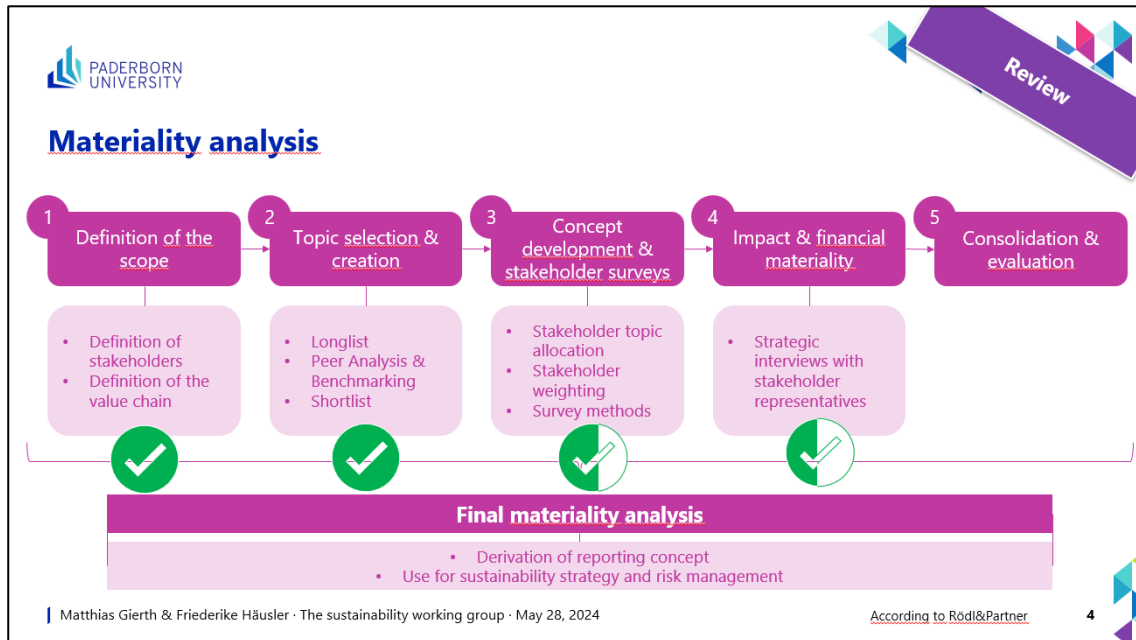 PADERBORN
UNIVERSITY
Review
Materiality analysis
1
Definition of the
scope
2
Topic selection &
creation
3
Concept
development &
stakeholder surveys
4
Impact & financial
materiality
5
Consolidation &
evaluation
• Definition of
stakeholders
• Definition of the
value chain
• Longlist
• Peer Analysis &
Benchmarking
• Shortlist
• Stakeholder topic
allocation
• Stakeholder
weighting
• Survey methods
• Strategic
interviews with
stakeholder
representatives
Final materiality analysis
• Derivation of reporting concept
• Use for sustainability strategy and risk management
Matthias Gierth & Friederike Häusler · The sustainability working group · May 28, 2024
According to Rödl&Partner
4